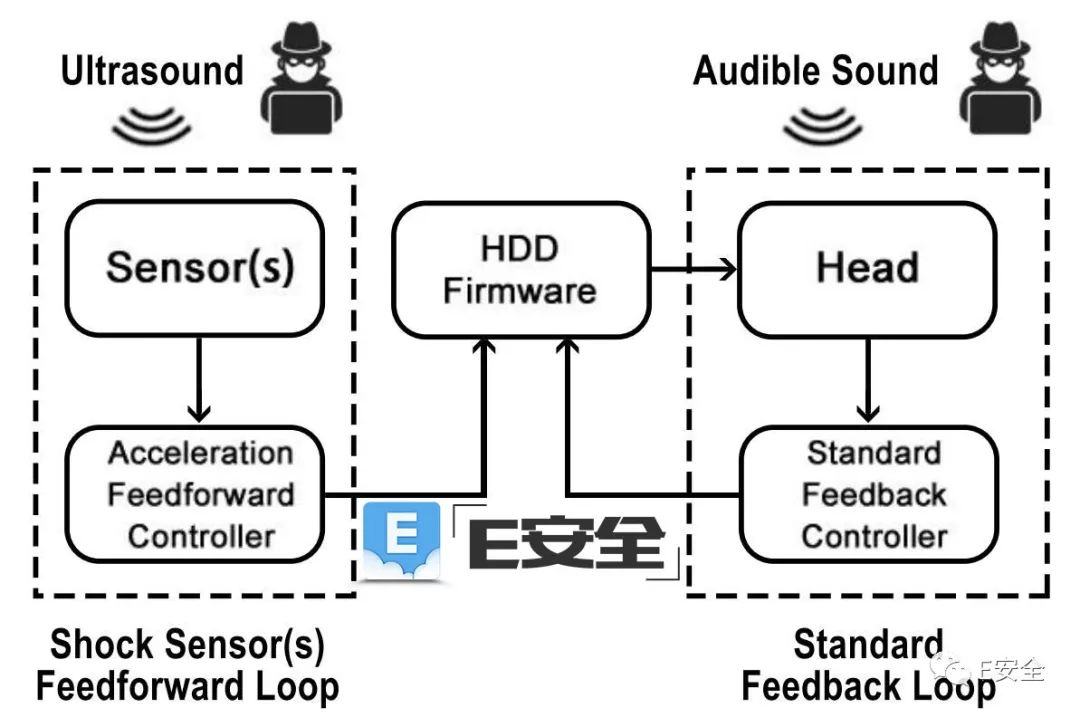 Ultrasound
Audible Sound
Sensor(s)
HDD
Firmware
Head
Acceleration
Feedforward
Controller
Standard
Feedback
Controller
E
E安全
Shock Sensor(s)
Feedforward Loop
Standard
Feedback Loop
E安全